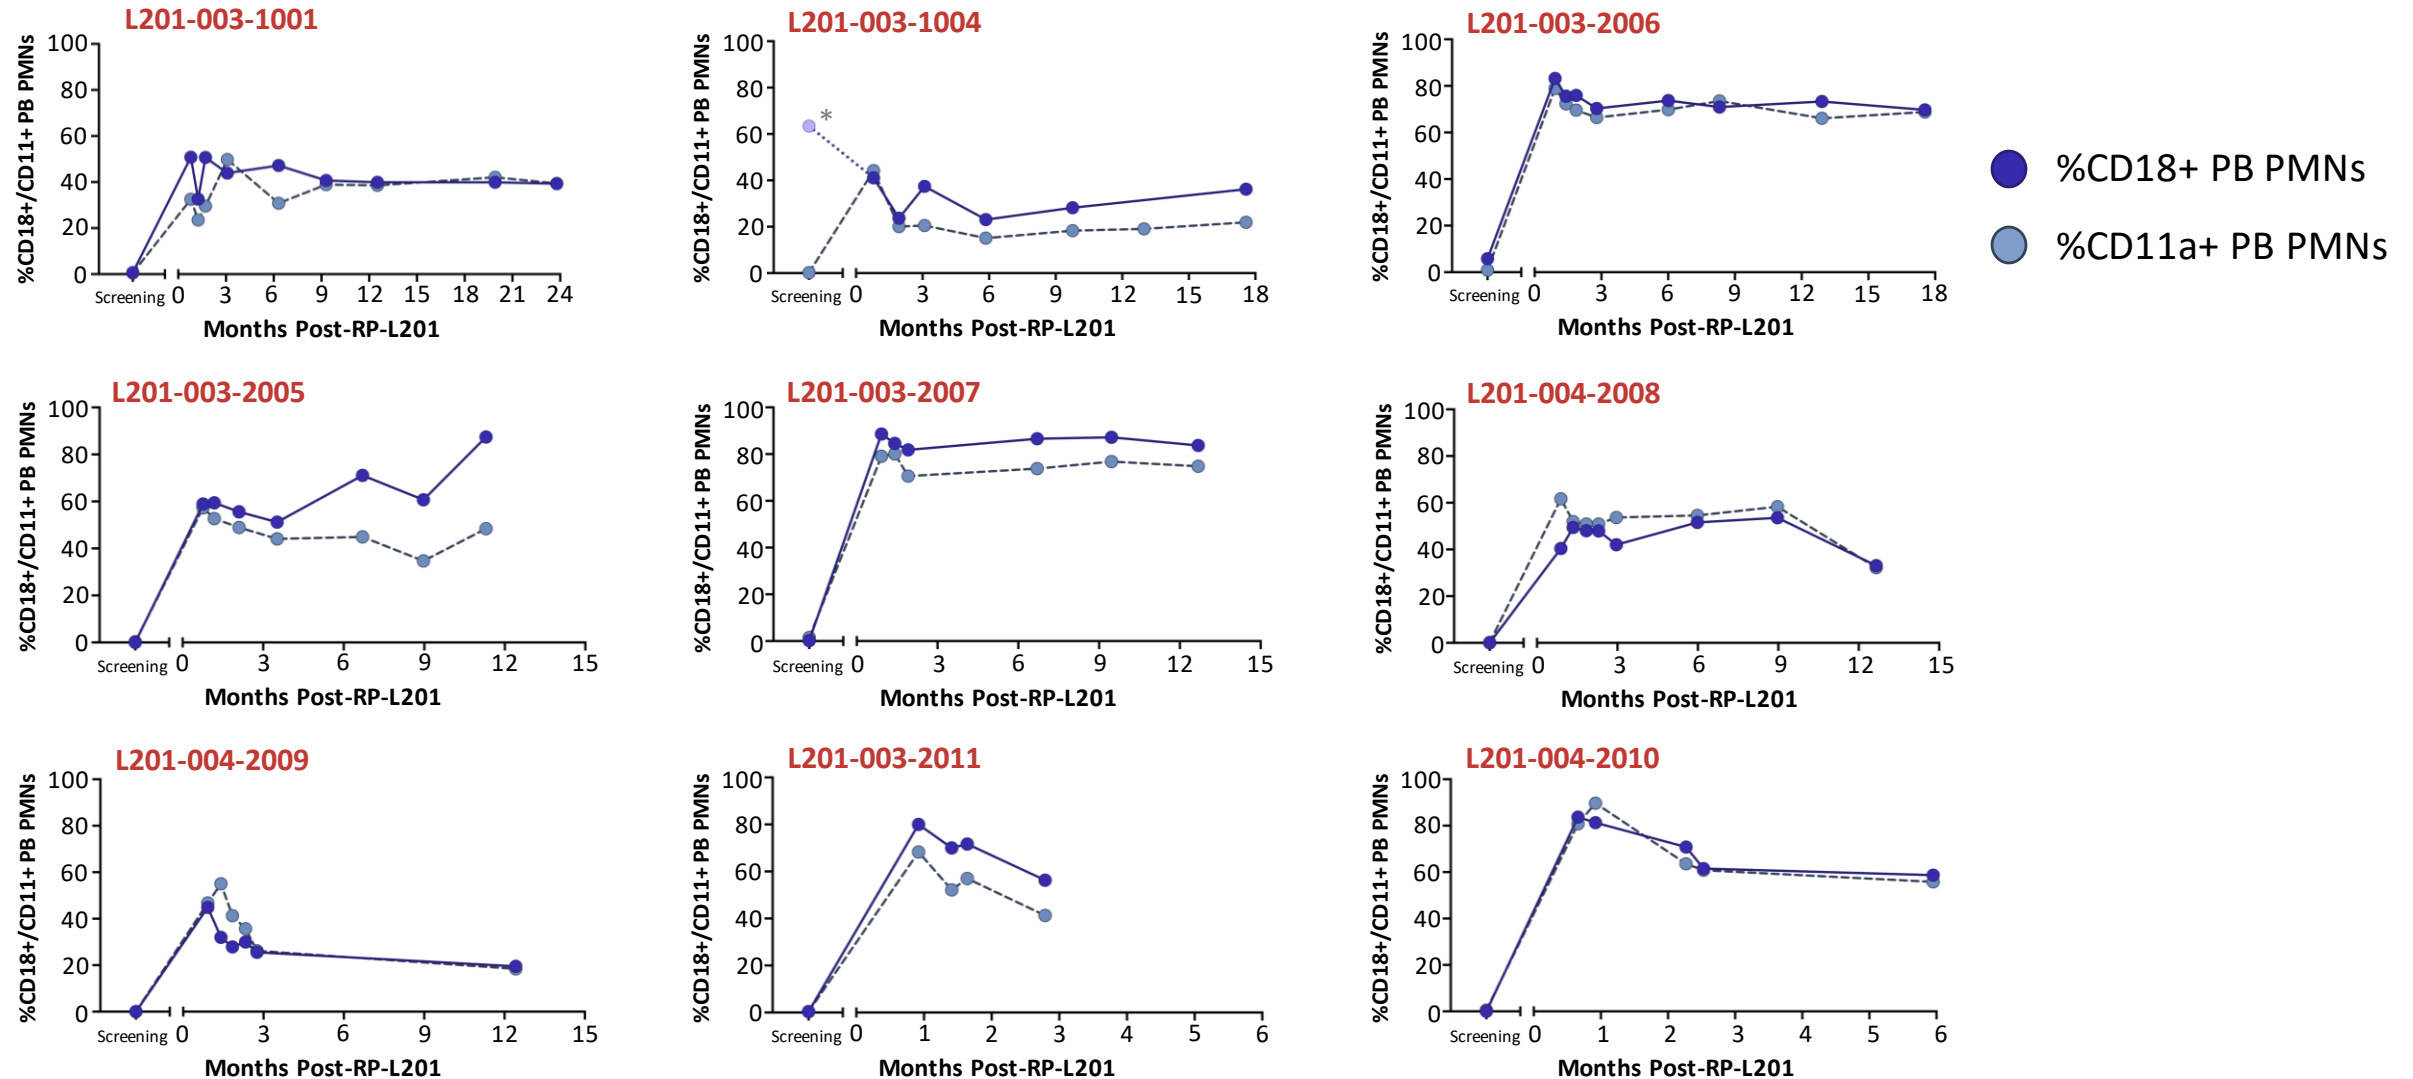 L201-003-1001
%CD18+/CD11+ PB PMNs
100
80
60
40
20
0
Screening 0 3 6 9 12 15 18 21 24
Months Post-RP-L201
L201-003-1004
%CD18+/CD11+ PB PMNs
100
80
60
40
20
0
*
Screening 0 3 6 9 12 15 18
Months Post-RP-L201
L201-003-2006
%CD18+/CD11+ PB PMNs
100
80
60
40
20
0
Screening 0 3 6 9 12 15 18
Months Post-RP-L201
%CD18+ PB PMNs
%CD11a+ PB PMNs
L201-003-2005
%CD18+/CD11+ PB PMNs
100
80
60
40
20
0
Screening 0 3 6 9 12 15
Months Post-RP-L201
L201-003-2007
%CD18+/CD11+ PB PMNs
100
80
60
40
20
0
Screening 0 3 6 9 12 15
Months Post-RP-L201
L201-004-2008
%CD18+/CD11+ PB PMNs
100
80
60
40
20
0
Screening 0 3 6 9 12 15
Months Post-RP-L201
L201-004-2009
%CD18+/CD11+ PB PMNs
100
80
60
40
20
0
Screening 0 3 6 9 12 15
Months Post-RP-L201
L201-003-2011
%CD18+/CD11+ PB PMNs
100
80
60
40
20
0
Screening 0 1 2 3 4 5 6
Months Post-RP-L201
L201-004-2010
%CD18+/CD11+ PB PMNs
100
80
60
40
20
0
Screening 0 1 2 3 4 5 6
Months Post-RP-L201